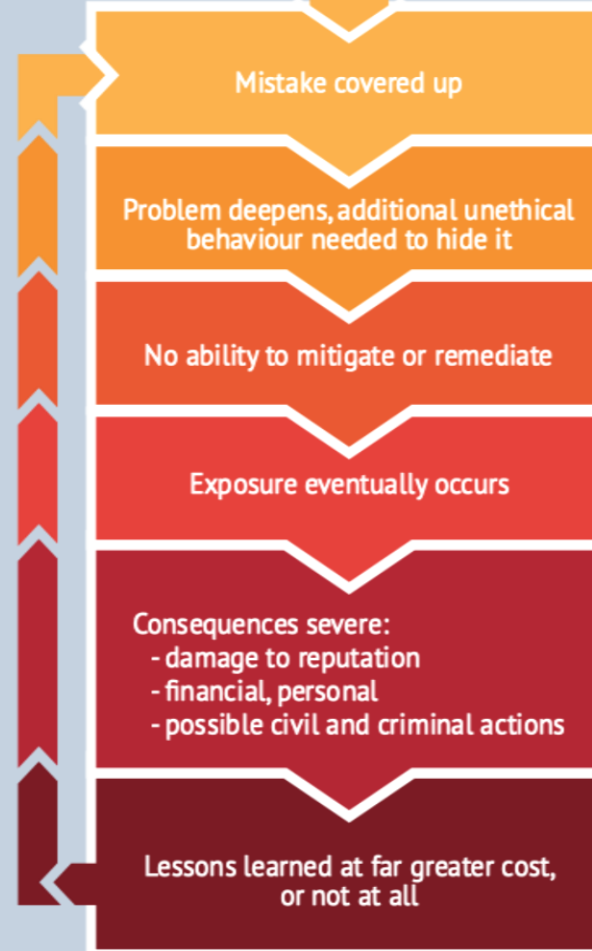 Mistake covered up
Problem deepens, additional unethical
behaviour needed to hide it
No ability to mitigate or remediate
Exposure eventually occurs
Consequences severe:
- damage to reputation
- financial, personal
- possible civil and criminal actions
Lessons learned at far greater cost,
or not at all